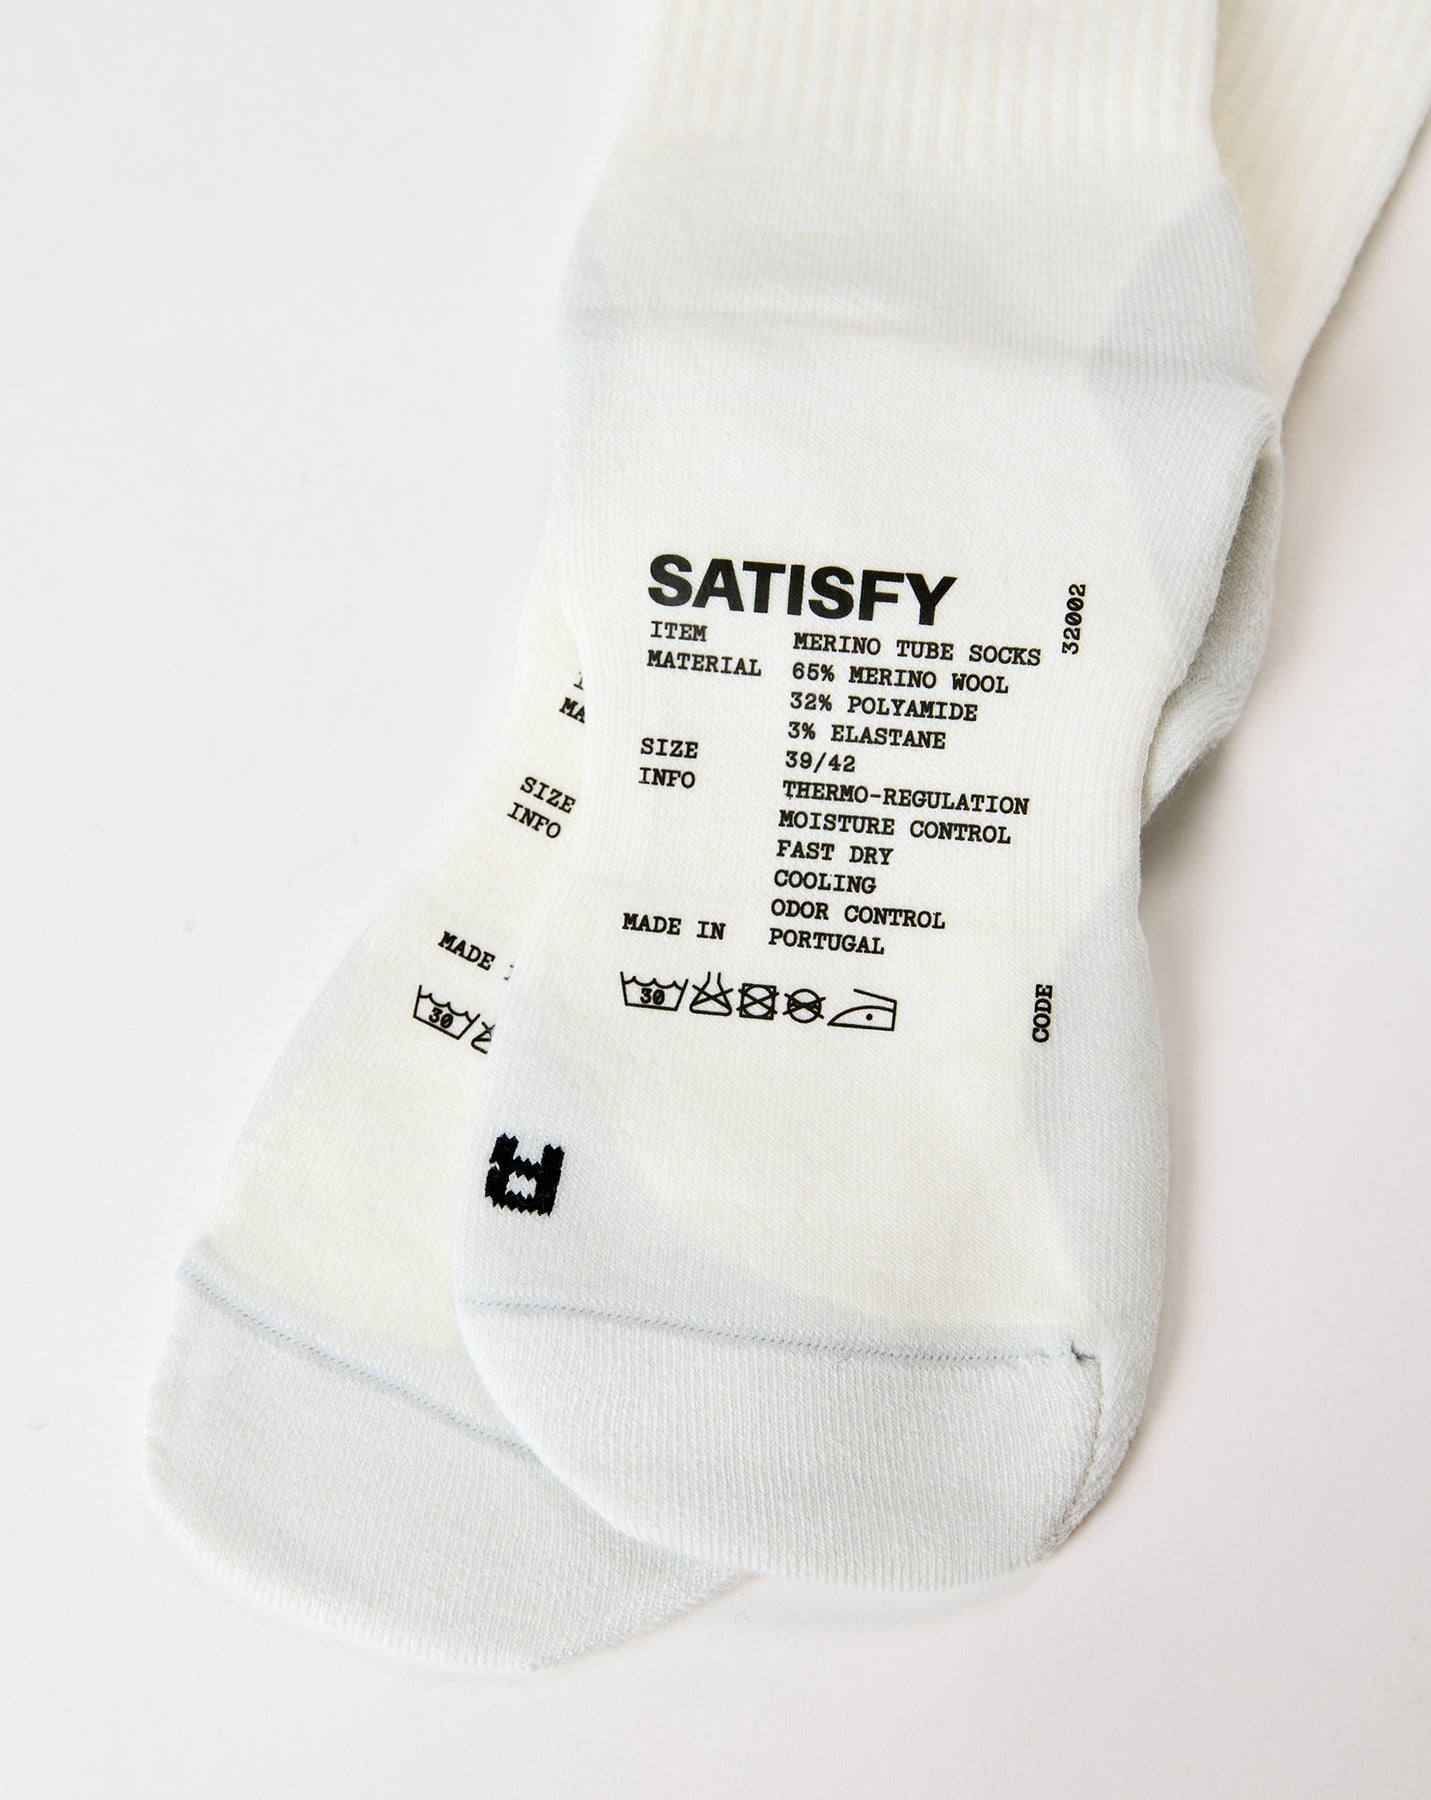 SATISFY
ITEM MERINO TUBE SOCKS
MATERIAL 65% MERINO WOOL
32% POLYAMIDE
3% ELASTANE
SIZE 39/42
INFO THERMO-REGULATION
MOISTURE CONTROL
FAST DRY
COOLING
ODOR CONTROL
MADE IN PORTUGAL
30
32002
CODE
R
MA
SIZE
INFO
MADE
30